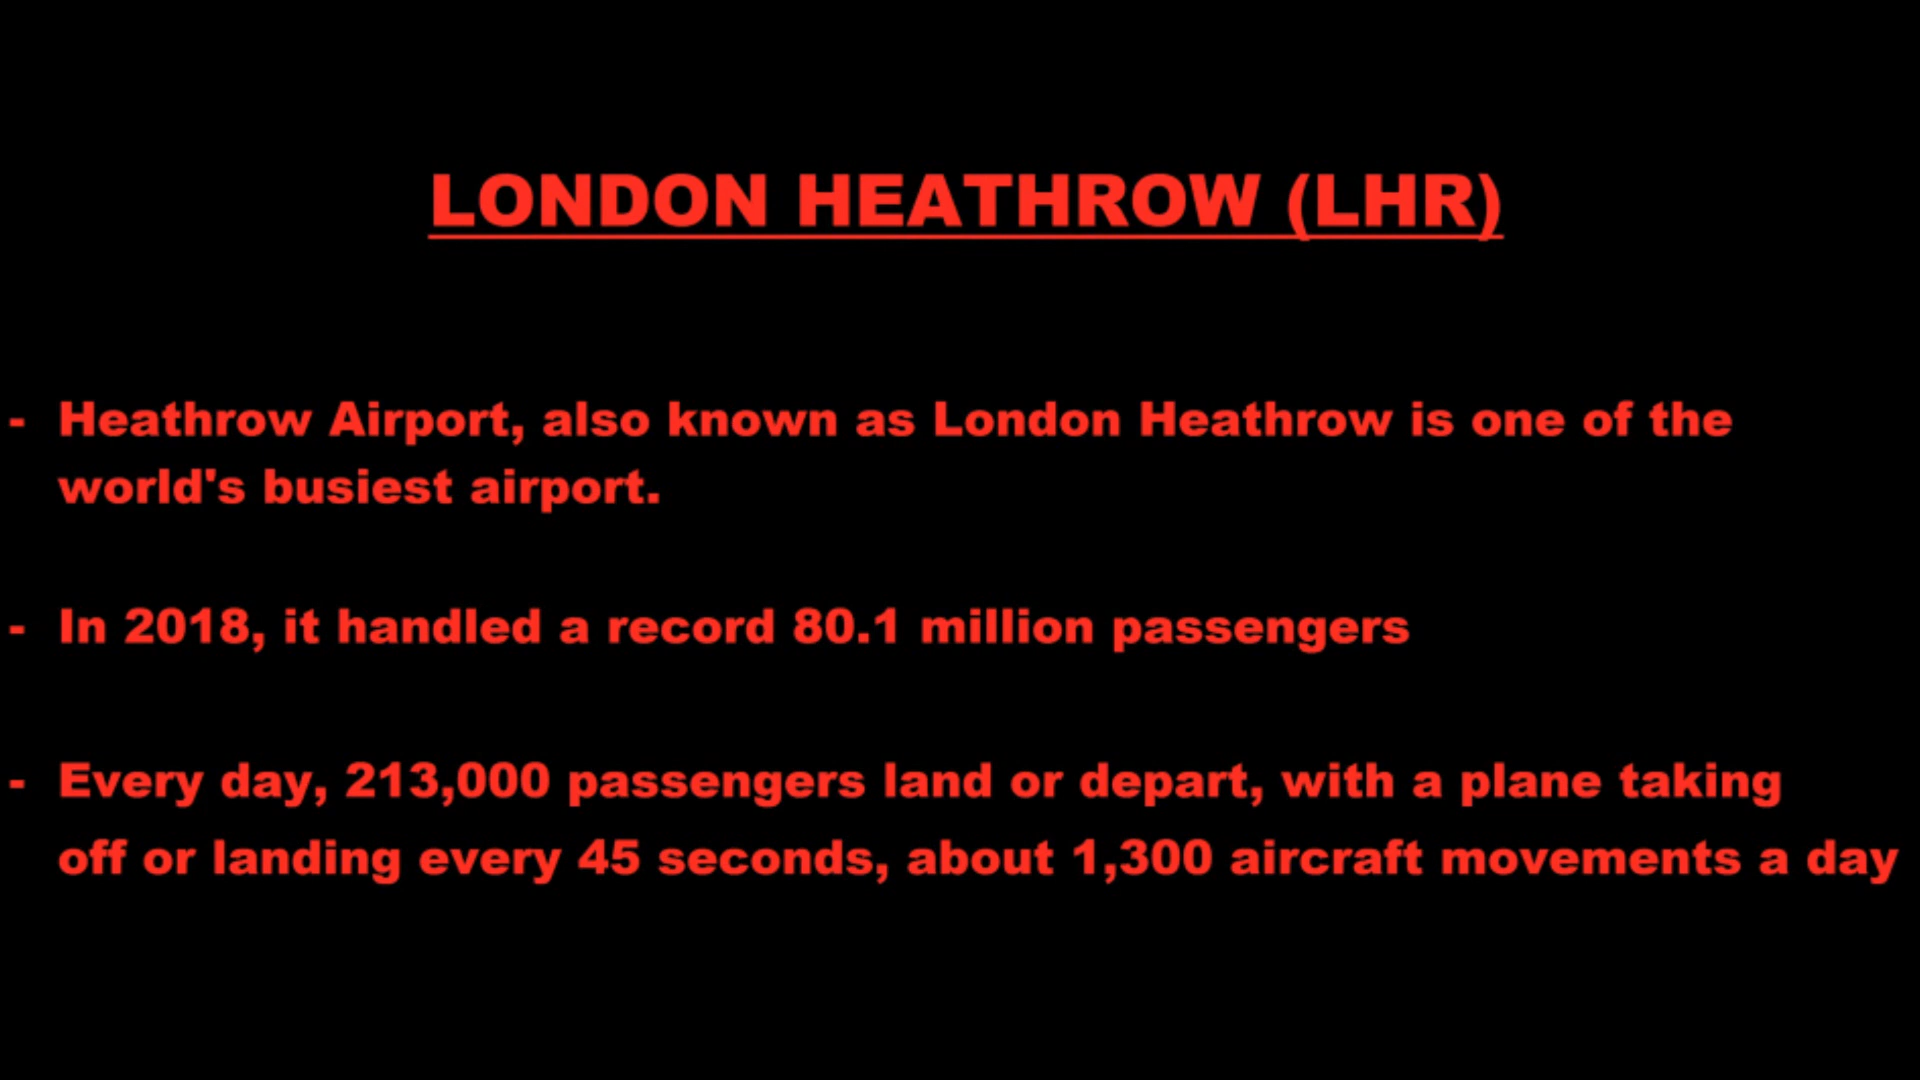 LONDON HEATHROW (LHR)
- Heathrow Airport, also known as London Heathrow is one of the
world's busiest airport.
- In 2018, it handled a record 80.1 million passengers
- Every day, 213,000 passengers land or depart, with a plane taking
off or landing every 45 seconds, about 1,300 aircraft movements a day